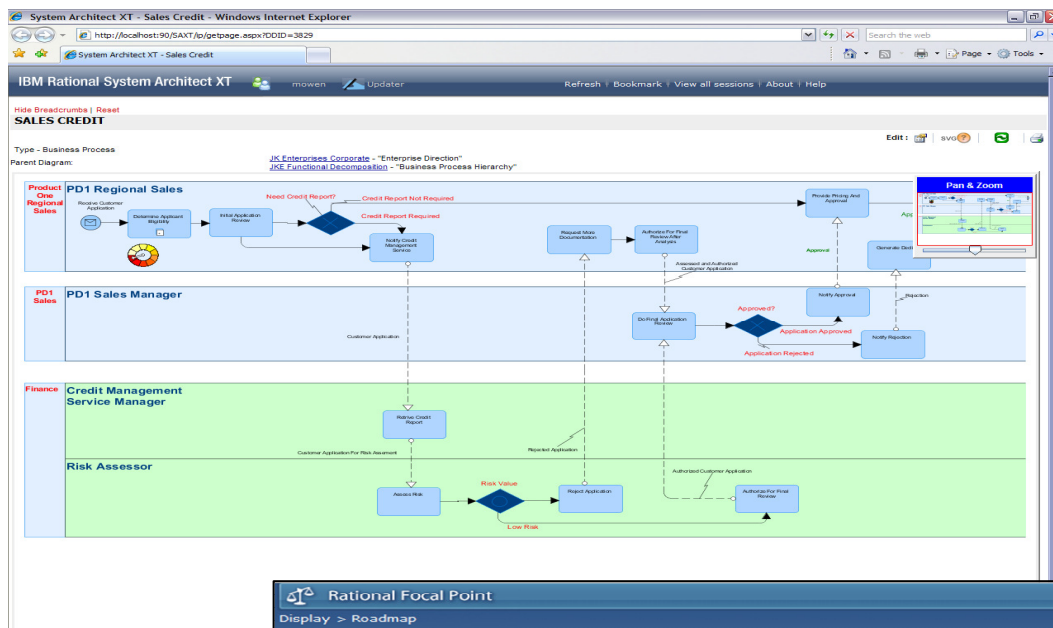 System Architect XT - Sales Credit - Windows Internet Explorer
http://localhost:90/SAXT/ip/getpage.aspx?DDID=3829
Search the web
System Architect XT - Sales Credit
Page
Tools
IBM Rational System Architect XT
mowen
Updater
Refresh | Bookmark | View all sessions | About | Help
Hide Breadcrumbs | Reset
SALES CREDIT
Edit :
svg
Type - Business Process
Parent Diagram:
JK Enterprises Corporate - "Enterprise Direction"
JKE Functional Decomposition - "Business Process Hierarchy"
Product One Regional Sales
PD1 Regional Sales
Receive Customer Application
Determine Applicant Eligibility
Initial Application Review
Need Credit Report?
Credit Report Not Required
Credit Report Required
Notify Credit Management Service
Request More Documentation
Authorize For Final Review After Analysis
Assessed and Authorized Customer Application
Provide Pricing And Approval
Approval
Pan & Zoom
PD1 Sales
PD1 Sales Manager
Customer Application
Do Final Application Review
Approved?
Notify Approval
Application Approved
Application Rejected
Notify Rejection
Rejection
Finance
Credit Management Service Manager
Retrive Credit Report
Rejected Application
Risk Assessor
Authorized Customer Application
Assess Risk
Risk Value
Reject Application
Authorize For Final Review
Low Risk
Rational Focal Point
Display > Roadmap